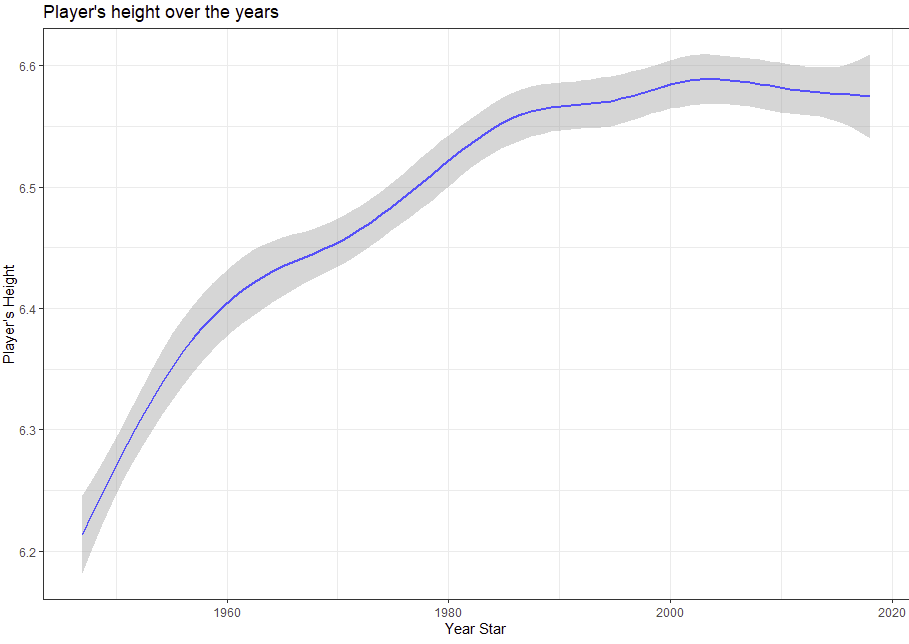 Player's height over the years
6.6
6.5
6.4
6.3
6.2
Player's Height
1960 1980 2000 2020
Year Star